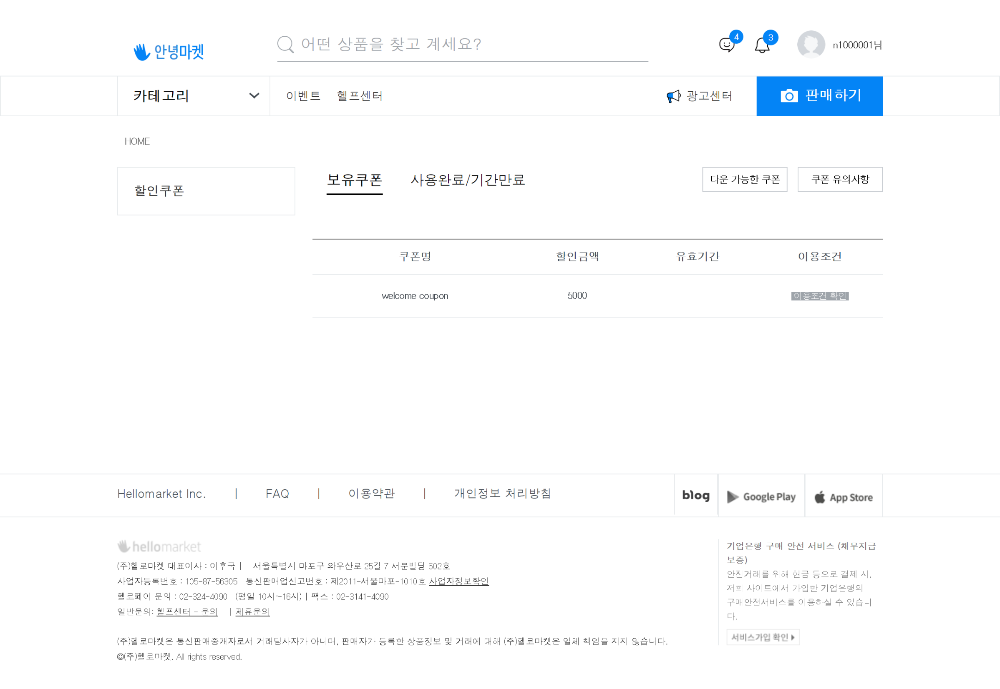 안녕마켓
어떤 상품을 찾고 계세요?
4
3
n1000001님
카테고리
이벤트 헬프센터
광고센터
판매하기
HOME
할인쿠폰
보유쿠폰 사용완료/기간만료
다운 가능한 쿠폰
쿠폰 유의사항
쿠폰명 할인금액 유효기간 이용조건
welcome coupon 5000 이용조건 확인
Hellomarket Inc. | FAQ | 이용약관 | 개인정보 처리방침
blog
Google Play
App Store
hellomarket
(주)헬로마켓 대표이사 : 이후국 | 서울특별시 마포구 와우산로 25길 7 서문빌딩 502호
사업자등록번호 : 105-87-56305 통신판매업신고번호 : 제2011-서울마포-1010호 사업자정보확인
헬로페이 문의 : 02-324-4090 (평일 10시~16시) | 팩스 : 02-3141-4090
일반문의: 헬프센터 - 문의 | 제휴문의
(주)헬로마켓은 통신판매중개자로서 거래당사자가 아니며, 판매자가 등록한 상품정보 및 거래에 대해 (주)헬로마켓은 일체 책임을 지지 않습니다.
©(주)헬로마켓. All rights reserved.
기업은행 구매 안전 서비스 (채무지급
보증)
안전거래를 위해 현금 등으로 결제 시,
저희 사이트에서 가입한 기업은행의
구매안전서비스를 이용하실 수 있습니
다.
서비스가입 확인